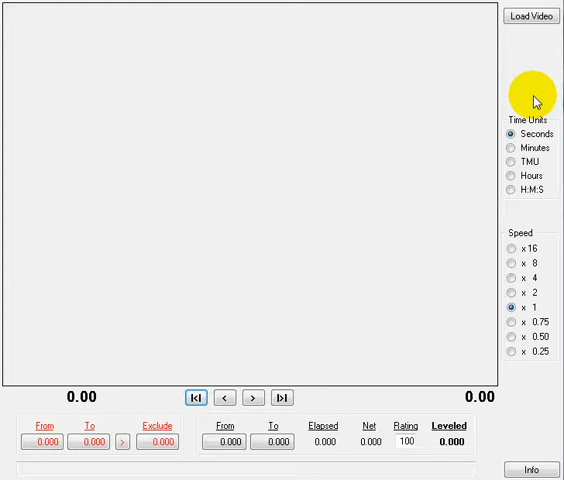 Load Video
Time Units
Seconds
Minutes
TMU
Hours
H:M:S
Speed
x 16
x 8
x 4
x 2
x 1
x 0.75
x 0.50
x 0.25
0.00 |<| < > |>| 0.00
From To Exclude From To Elapsed Net Rating Leveled
0.000 0.000 > 0.000 0.000 0.000 0.000 0.000 100 0.000
Info